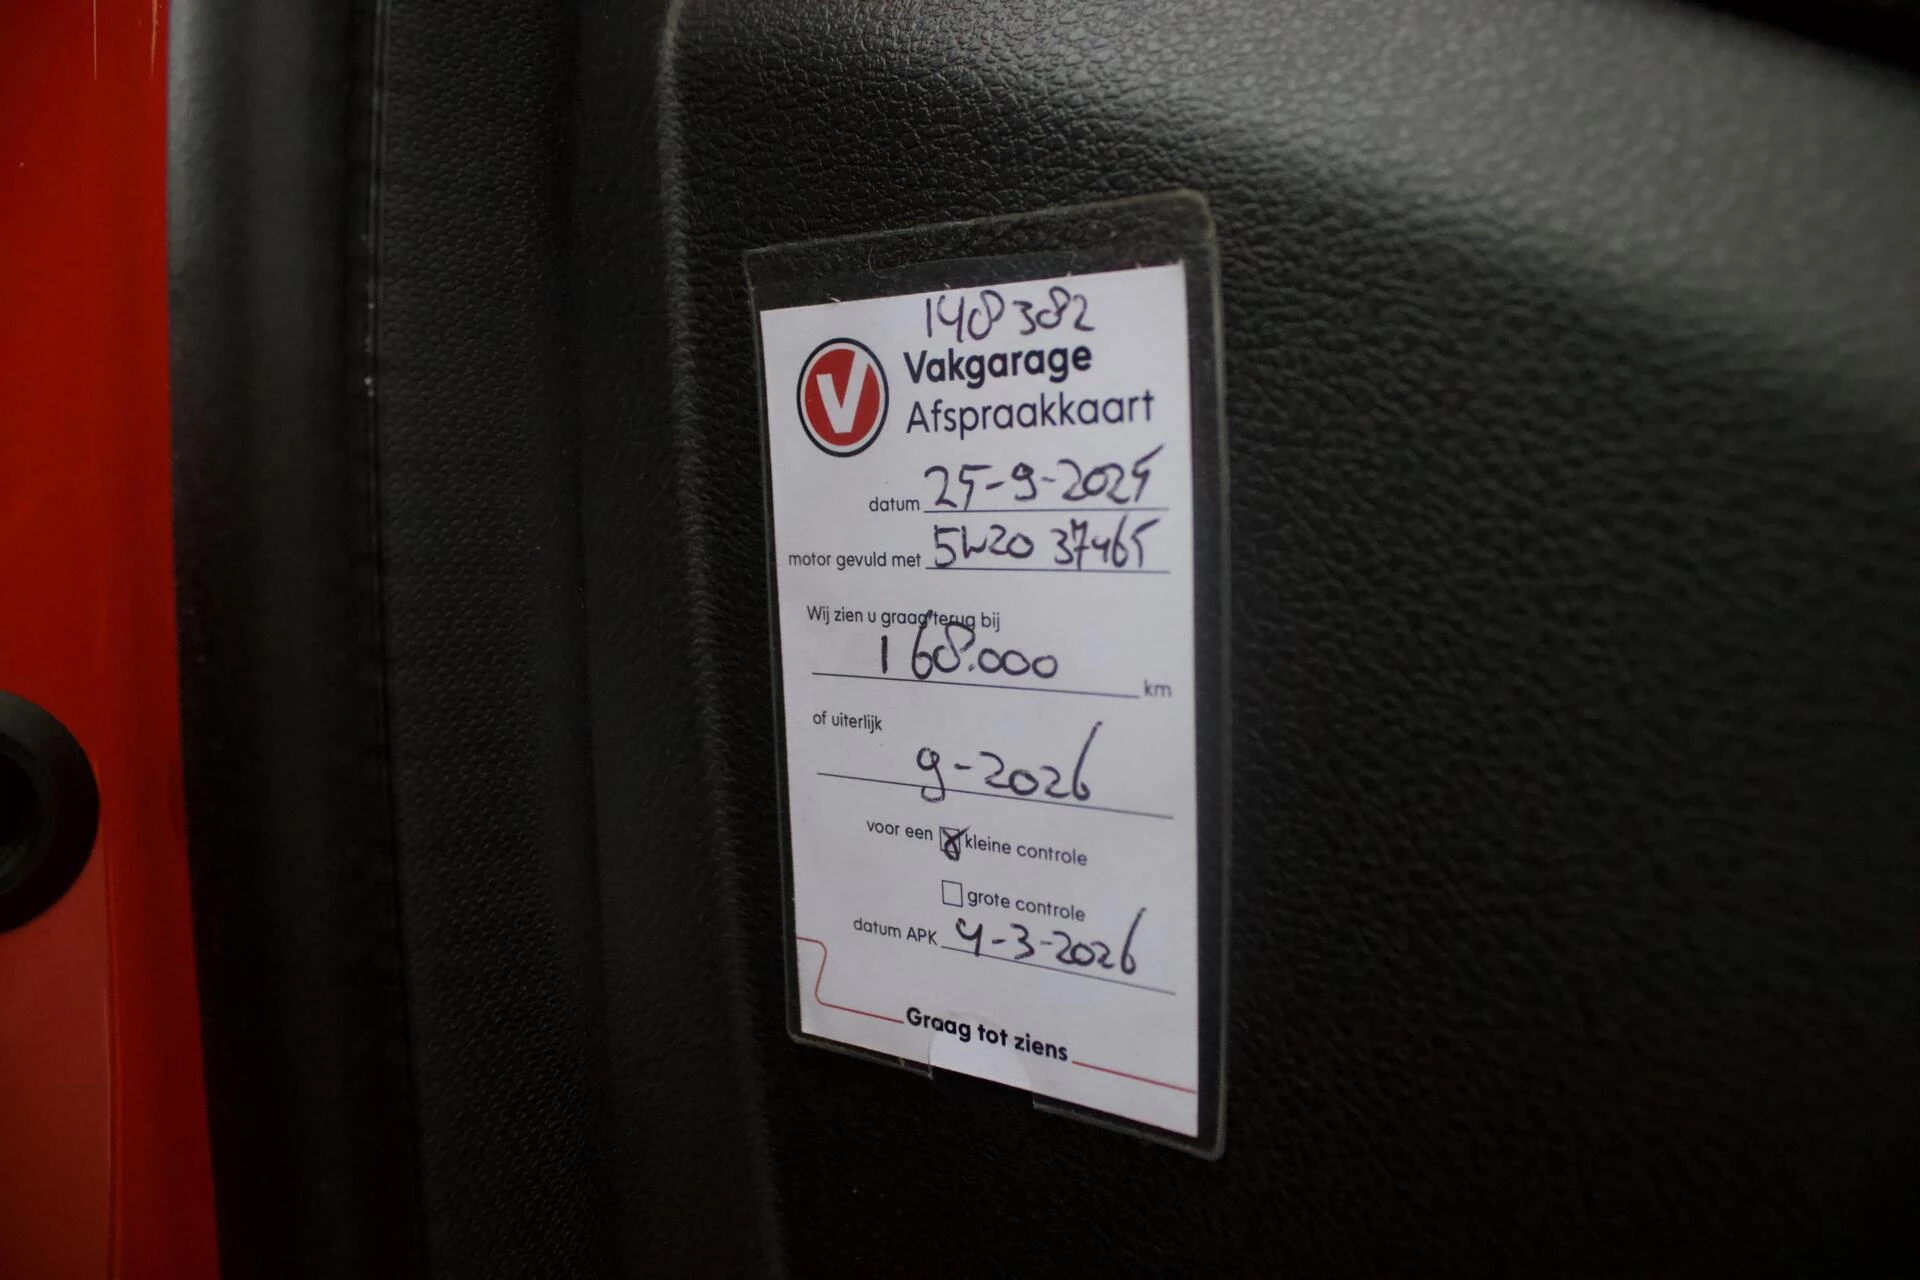 148382
V
Vakgarage
Afspraakkaart
datum 25-9-2025
motor gevuld met 5W20 37465
Wij zien u graag terug bij
168.000 km
of uiterlijk
9-2026
voor een kleine controle
grote controle
datum APK 4-3-2026
Graag tot ziens